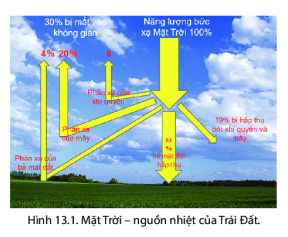 30% bị mất vào
không gian
Năng lượng bức
xạ Mặt Trời 100%
4%
20%
6
Phản xạ của
khí quyển
Phản xạ
của mây
Phản xạ của
bề mặt đất
51
%
bề mặt đất
hấp thụ
19% bị hấp thụ
bởi khí quyển và
mây
Hình 13.1. Mặt Trời – nguồn nhiệt của Trái Đất.